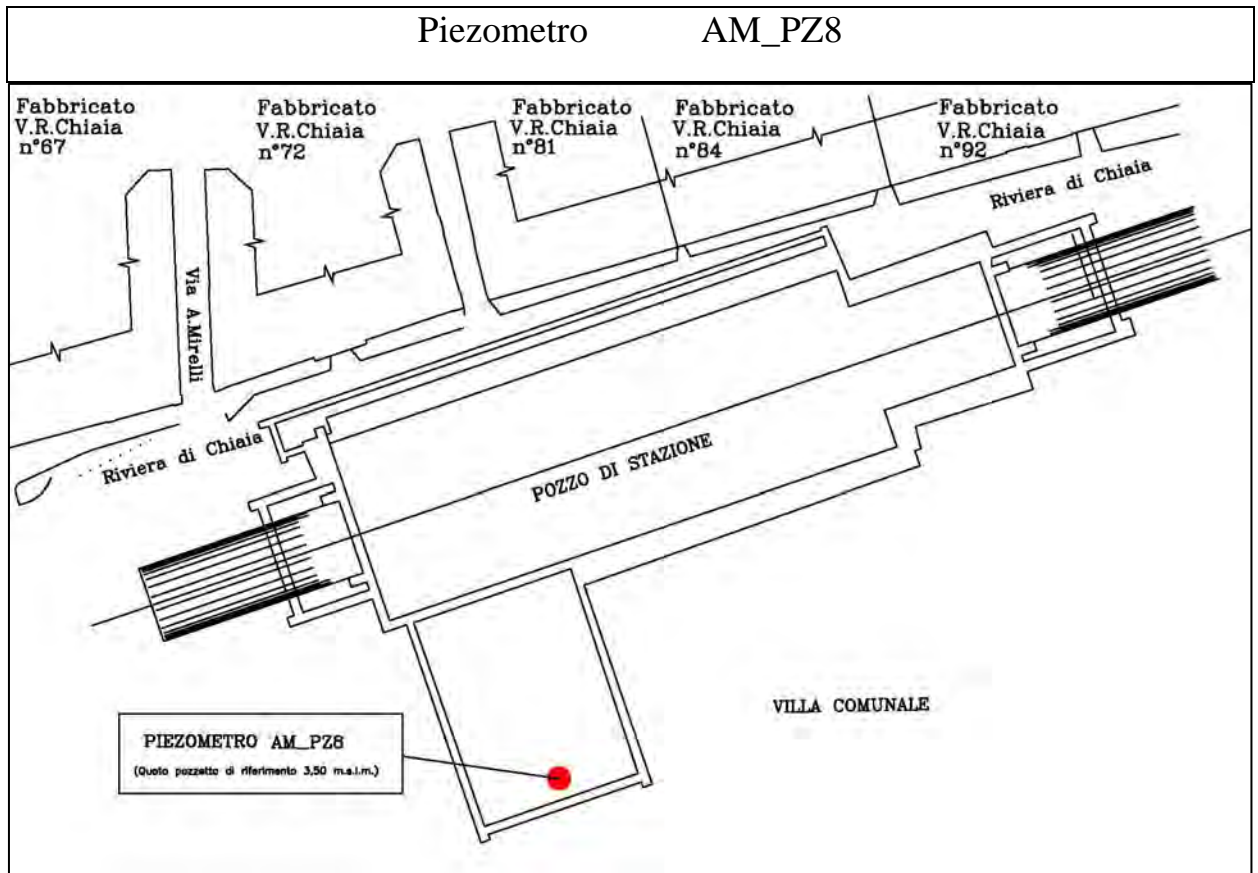 Piezometro AM_PZ8
Fabbricato
V.R.Chiaia
n°67
Fabbricato
V.R.Chiaia
n°72
Fabbricato
V.R.Chiaia
n°81
Fabbricato
V.R.Chiaia
n°84
Fabbricato
V.R.Chiaia
n°92
Riviera di Chiaia
Via A.Mirelli
Riviera di Chiaia
POZZO DI STAZIONE
VILLA COMUNALE
PIEZOMETRO AM_PZ8
(Quota pozzetto di riferimento 3,50 m.s.l.m.)